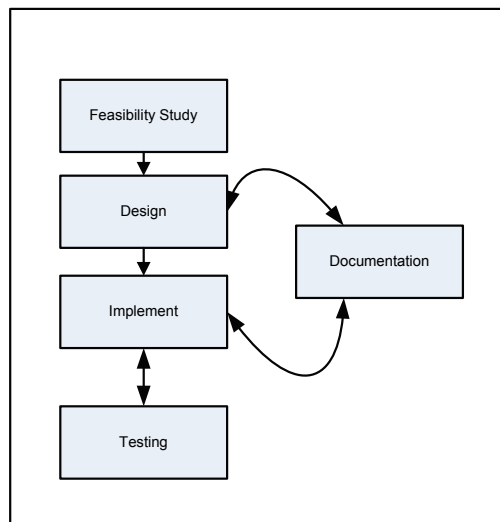 Feasibility Study
Design
Documentation
Implement
Testing